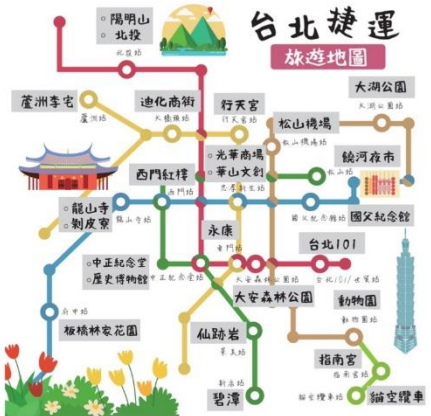 台北捷運
旅遊地圖
陽明山
北投
北投站
蘆洲李宅
蘆洲站
迪化商街
大橋頭站
行天宮
行天宮站
大湖公園
大湖公園站
松山機場
松山機場站
饒河夜市
松山站
西門紅樓
西門站
光華商場
華山文創
忠孝新生站
龍山寺
剝皮寮
龍山寺站
國父紀念館
國父紀念館站
永康
東門站
台北101
台北101/世貿站
中正紀念堂
歷史博物館
中正紀念堂站
大安森林公園站
大安森林公園
動物園
動物園站
板橋林家花園
府中站
仙跡岩
景美站
指南宮
指南宮站
碧潭
新店站
貓空纜車站
貓空纜車